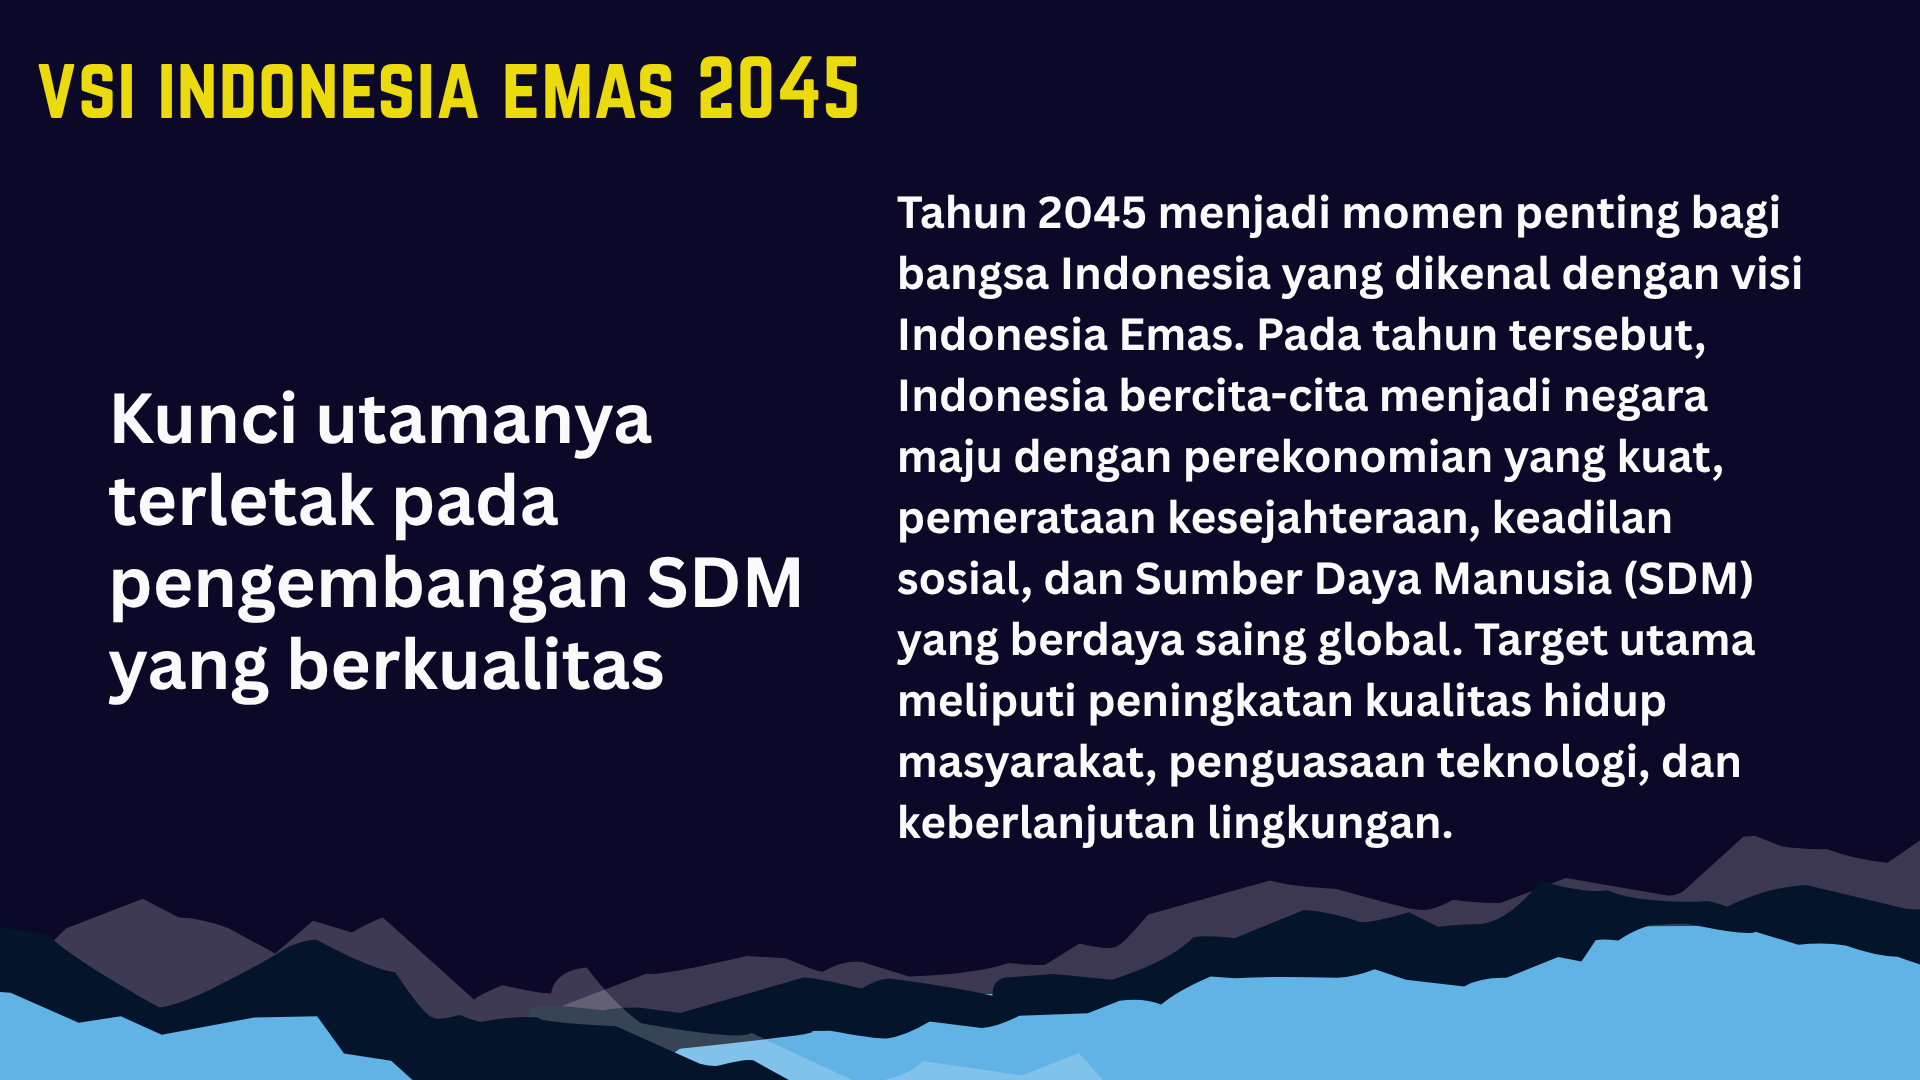 VSI INDONESIA EMAS 2045
Kunci utamanya
terletak pada
pengembangan SDM
yang berkualitas
Tahun 2045 menjadi momen penting bagi
bangsa Indonesia yang dikenal dengan visi
Indonesia Emas. Pada tahun tersebut,
Indonesia bercita-cita menjadi negara
maju dengan perekonomian yang kuat,
pemerataan kesejahteraan, keadilan
sosial, dan Sumber Daya Manusia (SDM)
yang berdaya saing global. Target utama
meliputi peningkatan kualitas hidup
masyarakat, penguasaan teknologi, dan
keberlanjutan lingkungan.